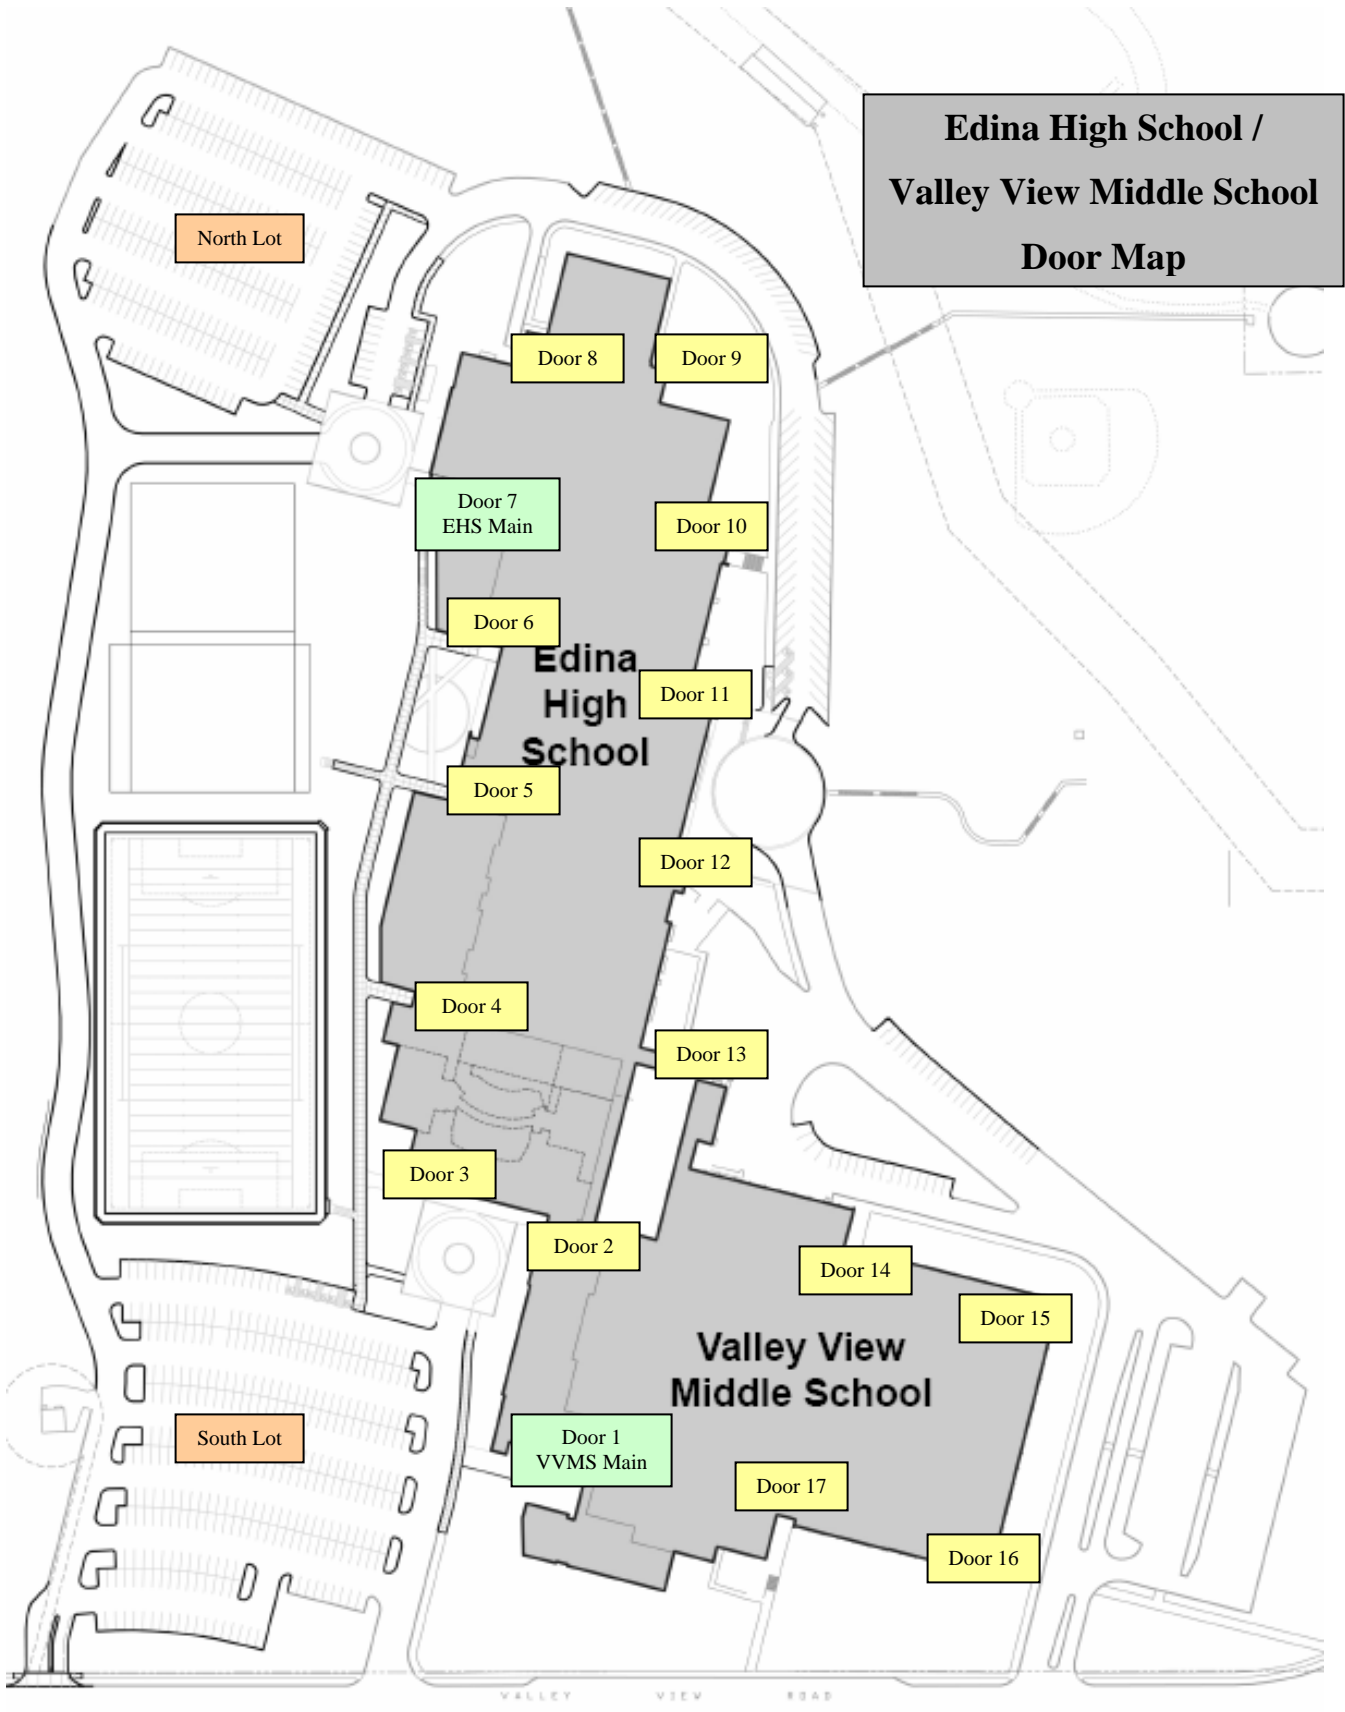 Edina High School /
Valley View Middle School
Door Map
North Lot
Door 8
Door 9
Door 7
EHS Main
Door 10
Door 6
Edina
High
School
Door 11
Door 5
Door 12
Door 4
Door 13
Door 3
Door 2
Door 14
Door 15
Valley View
Middle School
South Lot
Door 1
VVMS Main
Door 17
Door 16
VALLEY VIEW ROAD